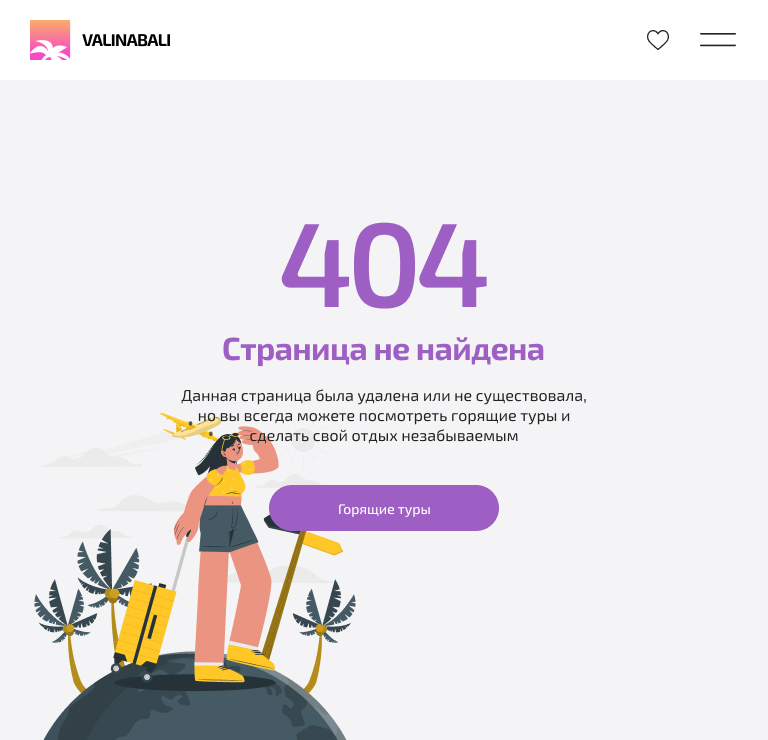 VALINABALI
404
Страница не найдена
Данная страница была удалена или не существовала,
но вы всегда можете посмотреть горящие туры и
сделать свой отдых незабываемым
Горящие туры